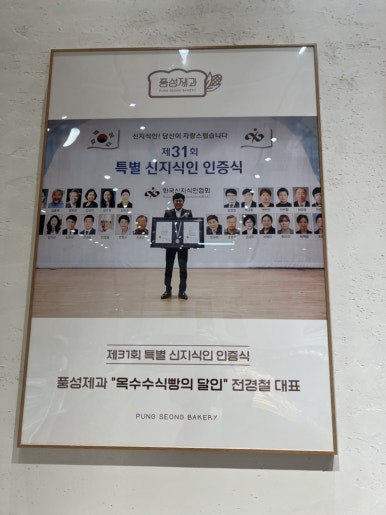 풍성제과
PUNG SEONG BAKERY
신지식인! 당신이 자랑스럽습니다
제31회
특별 신지식인 인증식
한국신지식인협회
제31회 특별 신지식인 인증식
풍성제과 "옥수수식빵의 달인" 전경철 대표
PUNG SEONG BAKERY